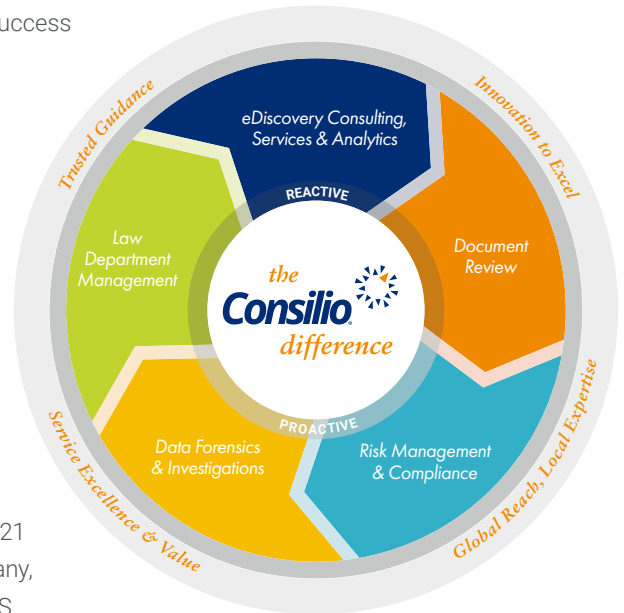 uccess
Trusted Guidance
Innovation to Excel
eDiscovery Consulting,
Services & Analytics
REACTIVE
Law
Department
Management
Document
Review
the
Consilio
difference
PROACTIVE
Data Forensics
& Investigations
Risk Management
& Compliance
Service Excellence & Value
Global Reach, Local Expertise
21
any,
S